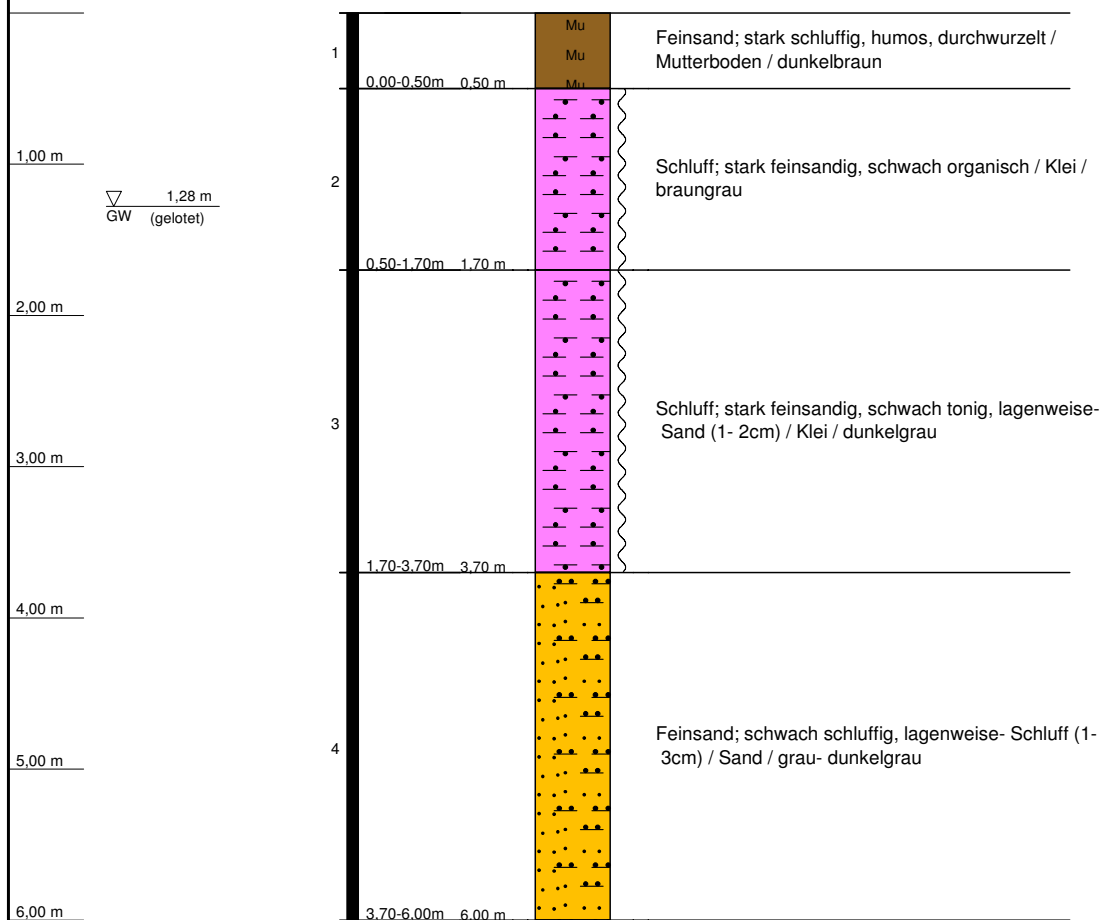 Mu
Feinsand; stark schluffig, humos, durchwurzelt /
1
Mu
Mutterboden / dunkelbraun
0.00-0.50m 0,50 m
Mu
1,00 m
Schluff; stark feinsandig, schwach organisch / Klei /
2
braungrau
1,28 m
GW (gelotet)
0.50-1.70m 1,70 m
2,00 m
Schluff; stark feinsandig, schwach tonig, lagenweise-
3
Sand (1- 2cm) / Klei / dunkelgrau
3,00 m
1.70-3.70m 3,70 m
4,00 m
Feinsand; schwach schluffig, lagenweise- Schluff (1-
4
3cm) / Sand / grau- dunkelgrau
5,00 m
6,00 m
3.70-6.00m 6,00 m